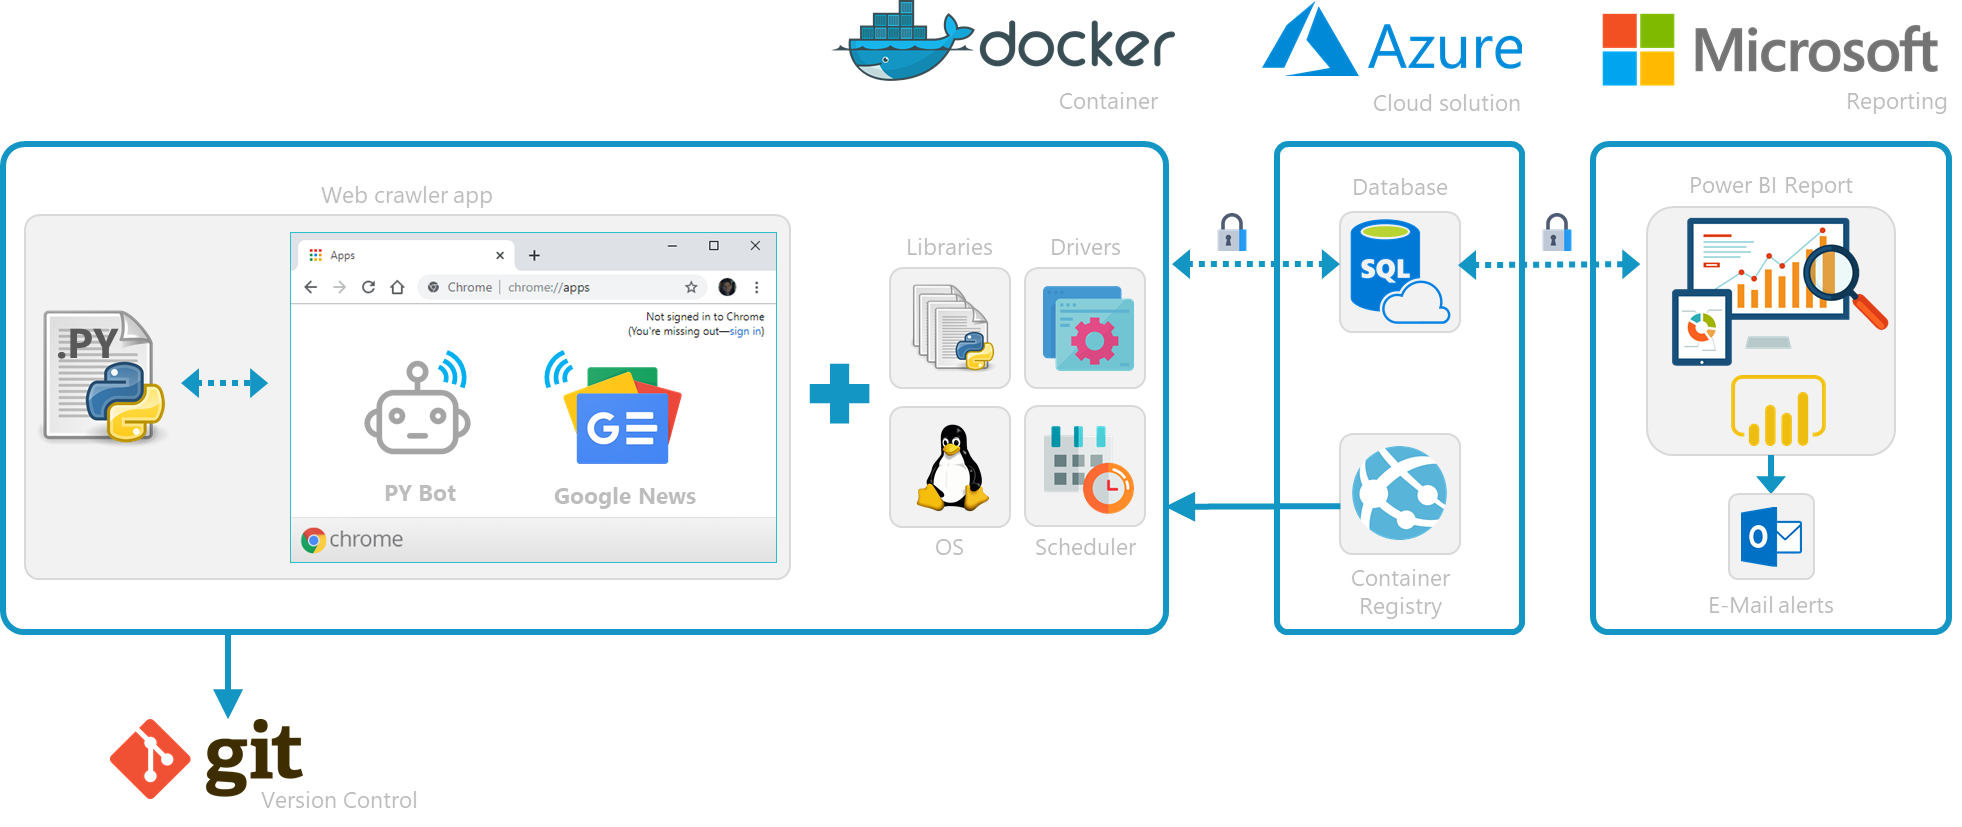 docker
Container
Azure
Cloud solution
Microsoft
Reporting
Web crawler app
.PY
Apps
Chrome | chrome://apps
Not signed in to Chrome
(You're missing out—sign in)
PY Bot
GE
Google News
chrome
Libraries
Drivers
OS
Scheduler
Database
SQL
Container
Registry
Power BI Report
O
E-Mail alerts
git
Version Control